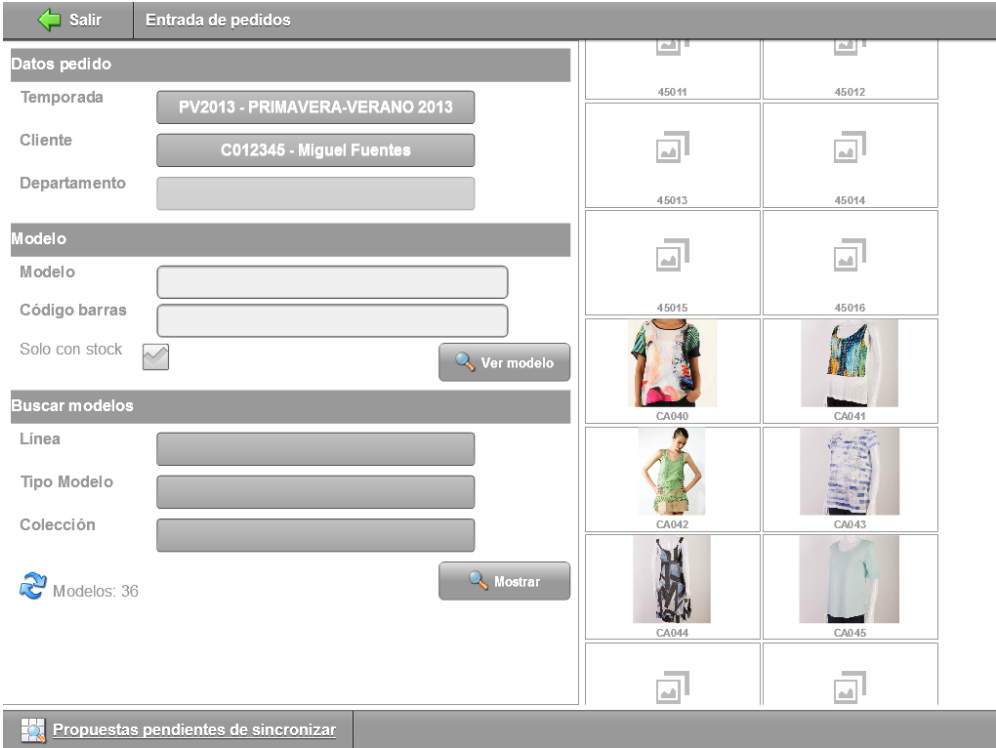 Salir
Entrada de pedidos
Datos pedido
Temporada
PV2013 - PRIMAVERA-VERANO 2013
Cliente
C012345 - Miguel Fuentes
Departamento
Modelo
Modelo
Código barras
Solo con stock
Ver modelo
Buscar modelos
Línea
Tipo Modelo
Colección
Modelos: 36
Mostrar
45011 45012
45013 45014
45015 45016
CA040 CA041
CA042 CA043
CA044 CA045
Propuestas pendientes de sincronizar